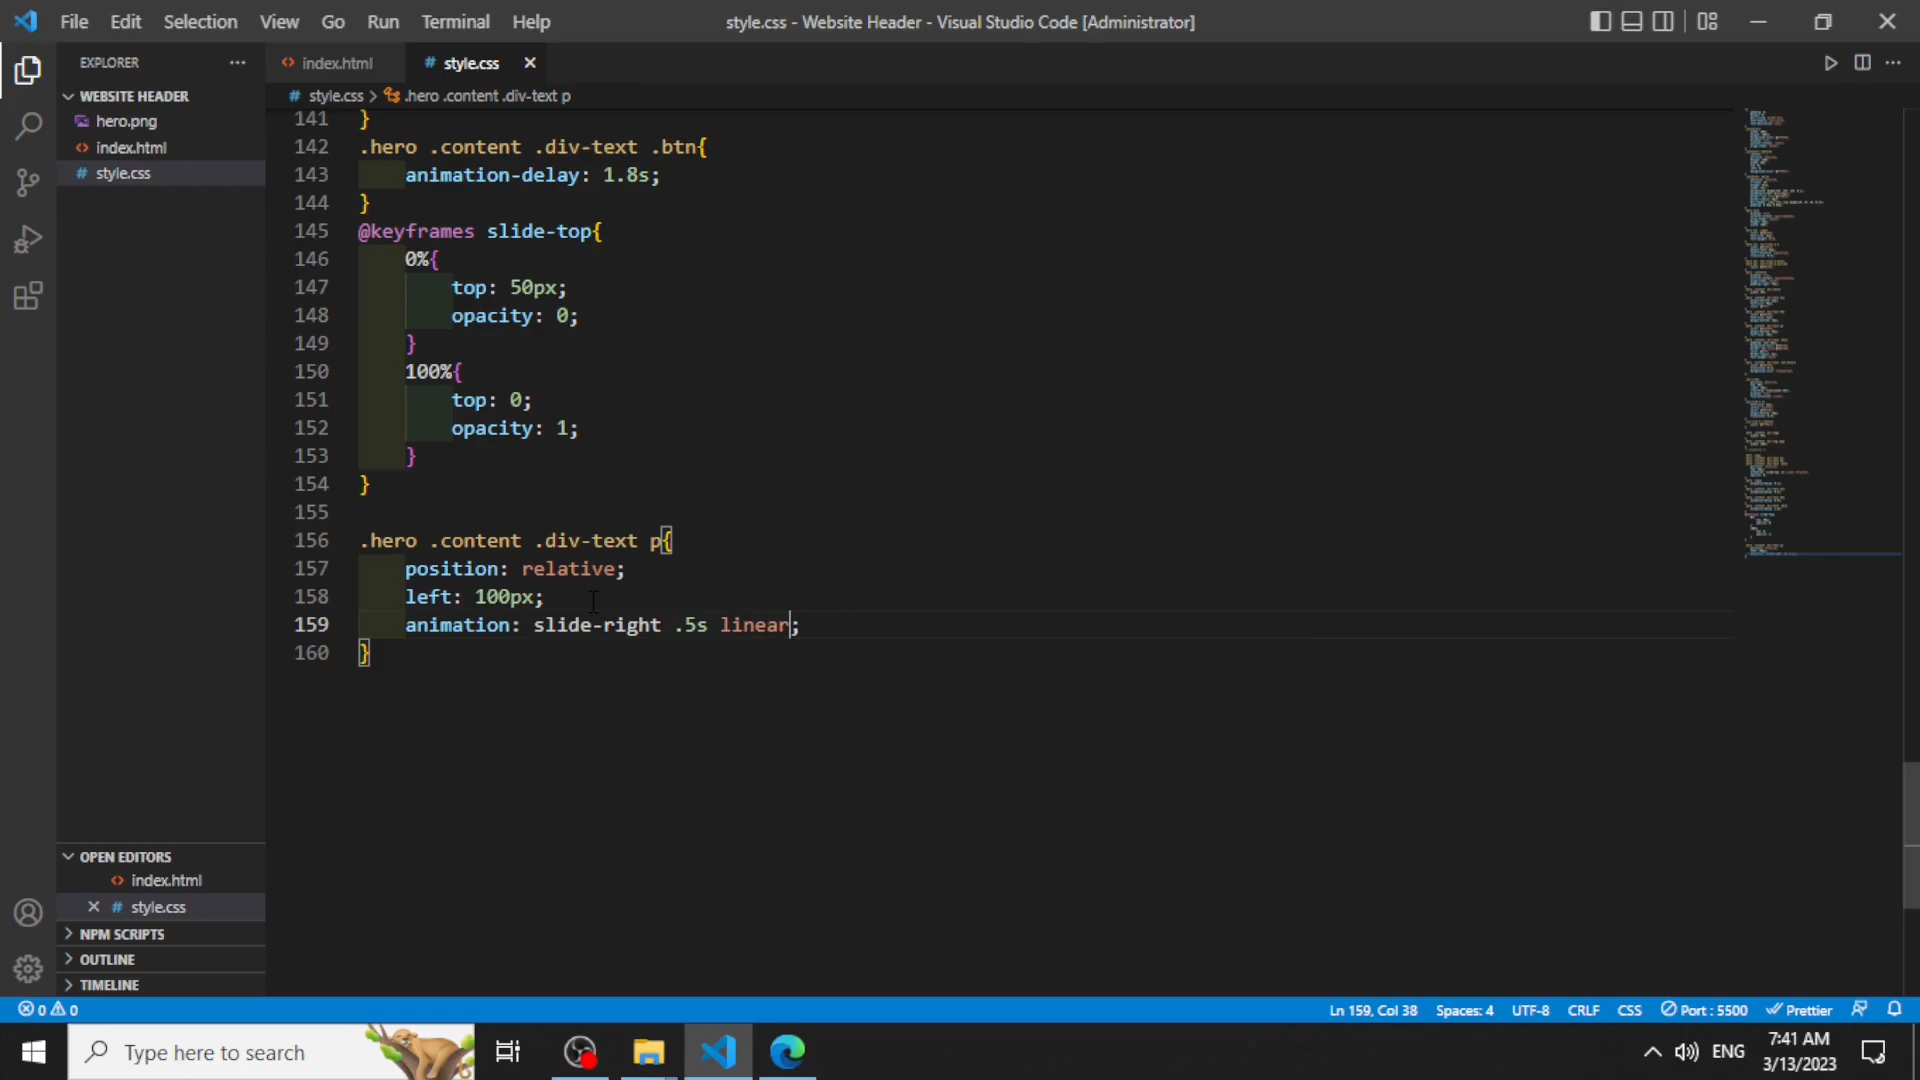 File Edit Selection View Go Run Terminal Help
style.css - Website Header - Visual Studio Code [Administrator]
EXPLORER
WEBSITE HEADER
hero.png
index.html
# style.css
OPEN EDITORS
index.html
# style.css
NPM SCRIPTS
OUTLINE
TIMELINE
index.html # style.css
# style.css > .hero .content .div-text p
141 }
142 .hero .content .div-text .btn{
143 animation-delay: 1.8s;
144 }
145 @keyframes slide-top{
146 0%{
147 top: 50px;
148 opacity: 0;
149 }
150 100%{
151 top: 0;
152 opacity: 1;
153 }
154 }
155
156 .hero .content .div-text p{
157 position: relative;
158 left: 100px;
159 animation: slide-right .5s linear;
160 }
0 0
Ln 159, Col 38 Spaces: 4 UTF-8 CRLF CSS Port : 5500 Prettier
Type here to search
ENG
7:41 AM
3/13/2023